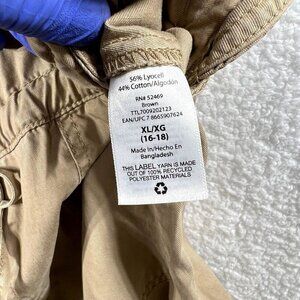 56% Lyocell
44% Cotton/Algodón
RN# 52469
Brown
TTL7009202123
EAN/UPC 7 8665907624
XL/XG
(16-18)
Made In/Hecho En
Bangladesh
THIS LABEL YARN IS MADE
OUT OF 100% RECYCLED
POLYESTER MATERIALS